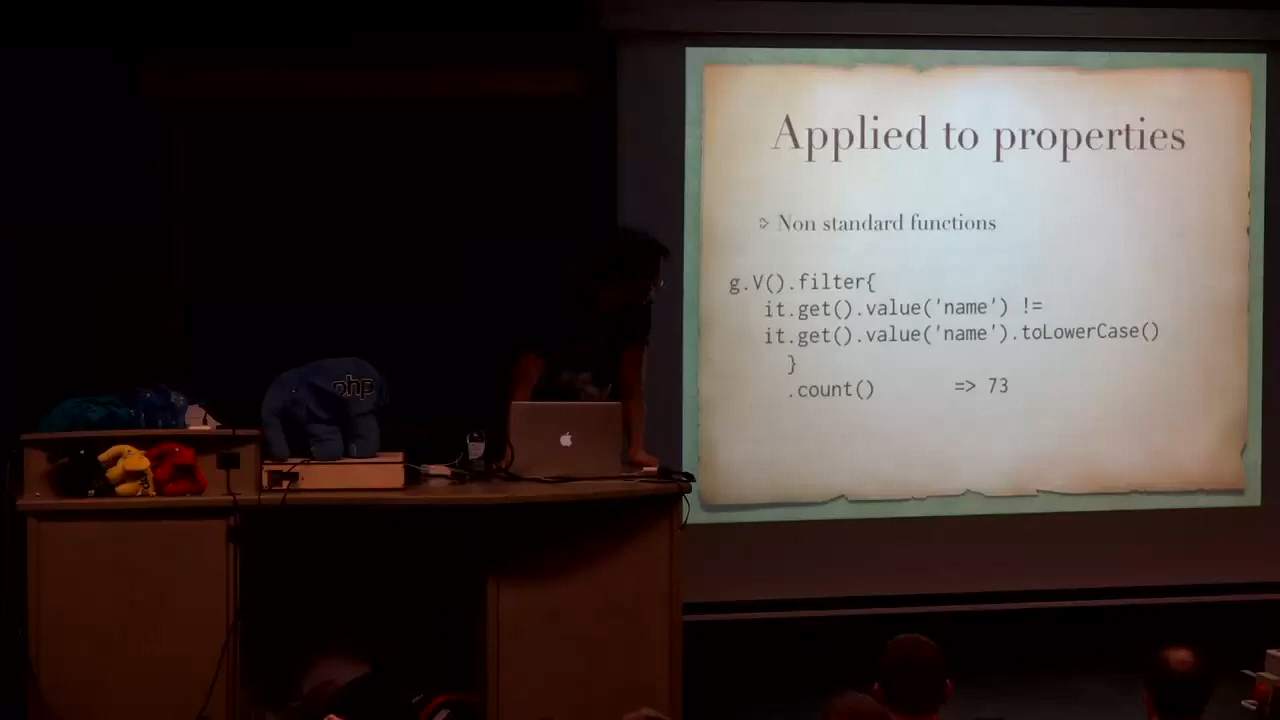 Applied to properties
Non standard functions
g.V().filter{
it.get().value('name') !=
it.get().value('name').toLowerCase()
}
.count() => 73
php